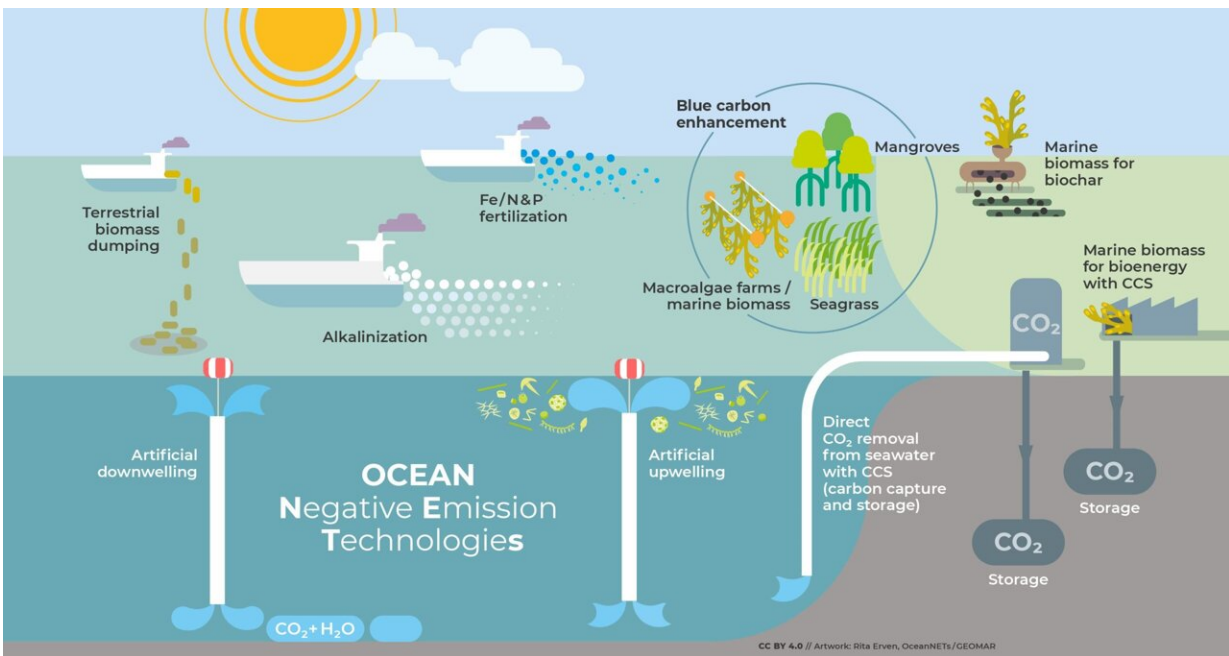 Blue carbon
enhancement
Mangroves
Marine
biomass for
biochar
Terrestrial
biomass
dumping
Fe/N&P
fertilization
Alkalinization
Macroalgae farms /
marine biomass
Seagrass
Marine biomass
for bioenergy
with CCS
CO₂
Artificial
downwelling
OCEAN
Negative Emission
Technologies
Artificial
upwelling
Direct
CO₂ removal
from seawater
with CCS
(carbon capture
and storage)
CO₂
Storage
CO₂
Storage
CO₂+H₂O
CC BY 4.0 // Artwork: Rita Erven, OceanNETs/GEOMAR